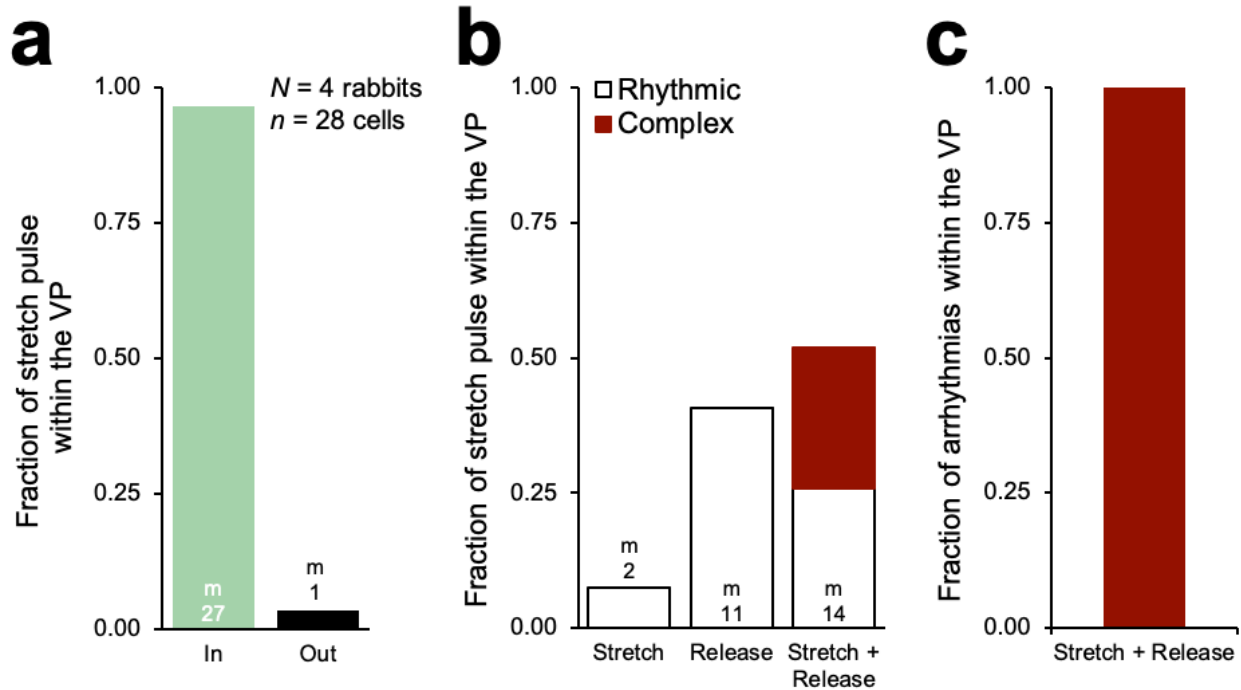 a
Fraction of stretch pulse
within the VP
1.00
0.75
0.50
0.25
0.00
N = 4 rabbits
n = 28 cells
m
27
m
1
In
Out
b
Fraction of stretch pulse within the VP
1.00
0.75
0.50
0.25
0.00
Rhythmic
Complex
m
2
m
11
m
14
Stretch
Release
Stretch +
Release
c
Fraction of arrhythmias within the VP
1.00
0.75
0.50
0.25
0.00
Stretch + Release